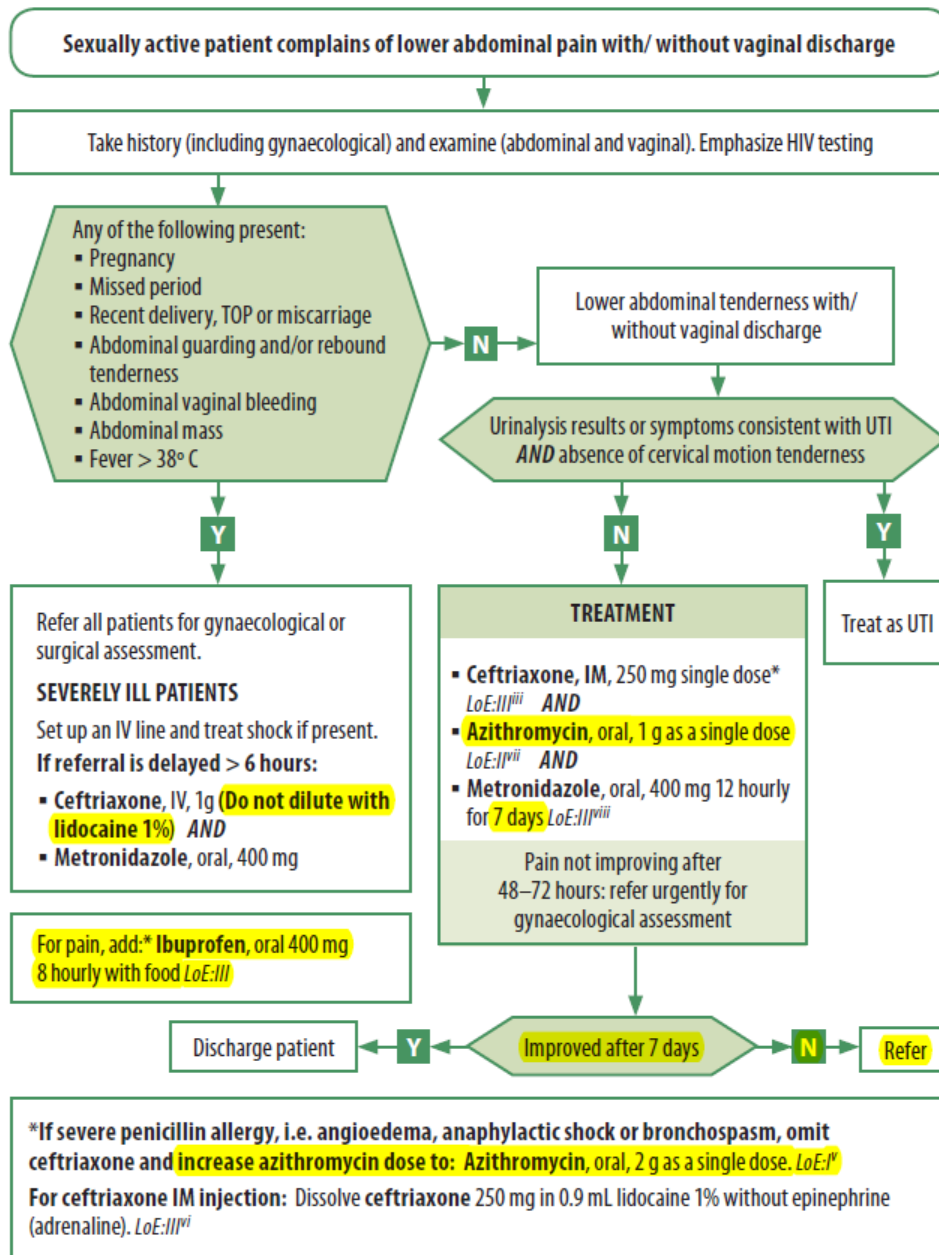 Sexually active patient complains of lower abdominal pain with/ without vaginal discharge
Take history (including gynaecological) and examine (abdominal and vaginal). Emphasize HIV testing
Any of the following present:
▪ Pregnancy
▪ Missed period
▪ Recent delivery, TOP or miscarriage
▪ Abdominal guarding and/or rebound
tenderness
▪ Abdominal vaginal bleeding
▪ Abdominal mass
▪ Fever > 38º C
N
Lower abdominal tenderness with/
without vaginal discharge
Urinalysis results or symptoms consistent with UTI
AND absence of cervical motion tenderness
Y
N
Y
Refer all patients for gynaecological or
surgical assessment.
SEVERELY ILL PATIENTS
Set up an IV line and treat shock if present.
If referral is delayed > 6 hours:
▪ Ceftriaxone, IV, 1g (Do not dilute with
lidocaine 1%) AND
▪ Metronidazole, oral, 400 mg
For pain, add:* Ibuprofen, oral 400 mg
8 hourly with food LoE:III
TREATMENT
▪ Ceftriaxone, IM, 250 mg single dose*
LoE:III iii AND
▪ Azithromycin, oral, 1 g as a single dose
LoE:II vii AND
▪ Metronidazole, oral, 400 mg 12 hourly
for 7 days LoE:III viii
Pain not improving after
48–72 hours: refer urgently for
gynaecological assessment
Treat as UTI
Discharge patient
Y
Improved after 7 days
N
Refer
*If severe penicillin allergy, i.e. angioedema, anaphylactic shock or bronchospasm, omit
ceftriaxone and increase azithromycin dose to: Azithromycin, oral, 2 g as a single dose. LoE:I v
For ceftriaxone IM injection: Dissolve ceftriaxone 250 mg in 0.9 mL lidocaine 1% without epinephrine
(adrenaline). LoE:III vi